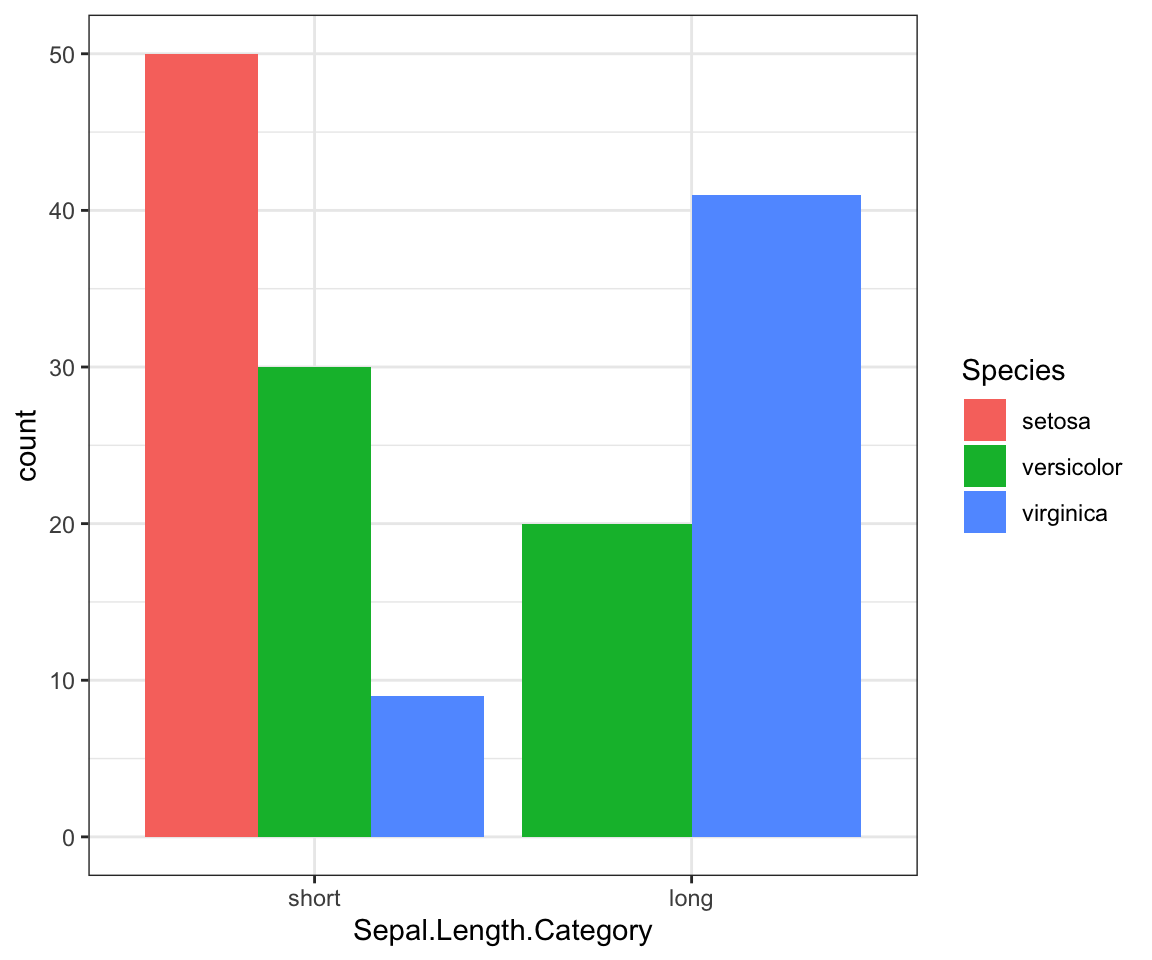 50
40
30
20
10
0
count
short long
Sepal.Length.Category
Species
setosa
versicolor
virginica